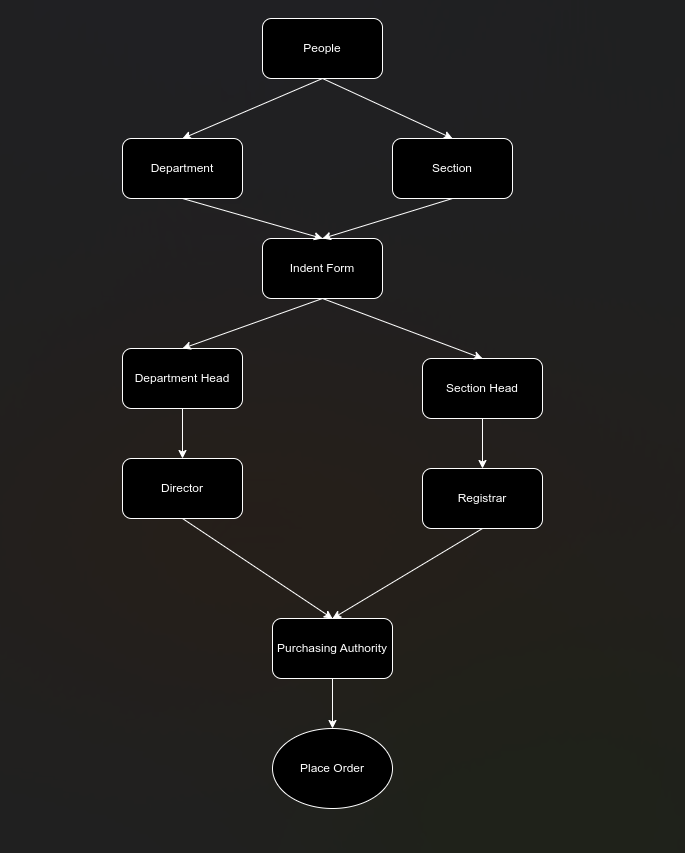 People
Department
Section
Indent Form
Department Head
Section Head
Director
Registrar
Purchasing Authority
Place Order